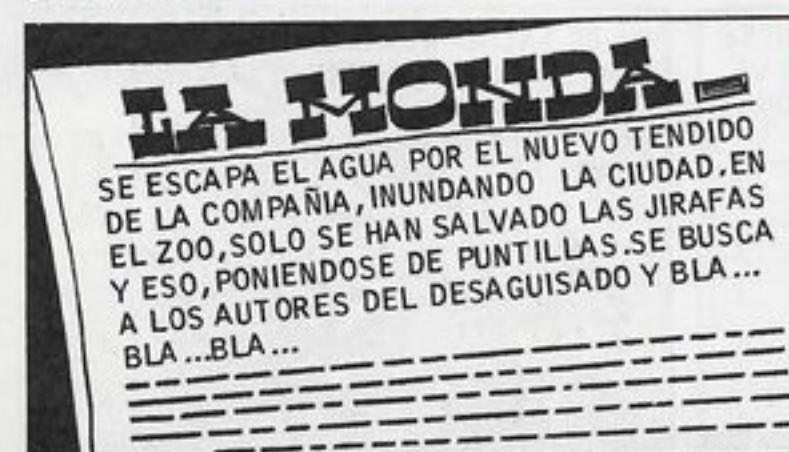 LA MONDA
SE ESCAPA EL AGUA POR EL NUEVO TENDIDO
DE LA COMPAÑIA, INUNDANDO LA CIUDAD. EN
EL ZOO, SOLO SE HAN SALVADO LAS JIRAFAS
Y ESO, PONIENDOSE DE PUNTILLAS. SE BUSCA
A LOS AUTORES DEL DESAGUISADO Y BLA...
BLA...BLA...